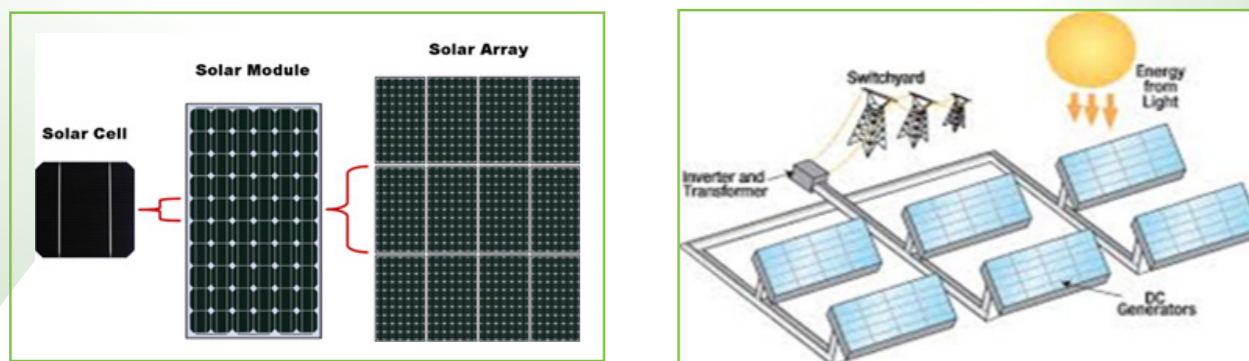 Solar Cell
Solar Module
Solar Array
Switchyard
Energy
from
Light
Inverter and
Transformer
DC
Generators